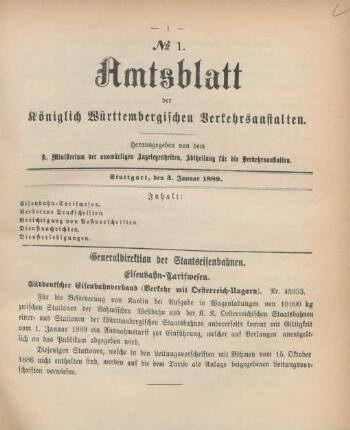 — 1 —
№ 1.
Amtsblatt
der
Königlich Württembergischen Verkehrsanstalten.
Herausgegeben von dem
K. Ministerium der auswärtigen Angelegenheiten, Abtheilung für die Verkehrsanstalten.
Stuttgart, den 3. Januar 1889.
Inhalt:
Eisenbahn-Tarifwesen.
Verbotene Druckschriften.
Berichtigung von Postvorschriften.
Dienstnachrichten.
Diensterledigungen.
Generaldirektion der Staatseisenbahnen.
Eisenbahn-Tarifwesen.
Süddeutscher Eisenbahnverband (Verkehr mit Oesterreich-Ungarn). Nr. 45953.
Für die Beförderung von Kaolin bei Aufgabe in Wagenladungen von 10 000 kg
zwischen Stationen der Böhmischen Westbahn und der K. K. Oesterreichischen Staatsbahnen
einer- und Stationen der Württembergischen Staatsbahnen andererseits kommt mit Giltigkeit
vom 1. Januar 1889 ein Ausnahmetarif zur Einführung, welcher auf Verlangen unentgelt-
lich an das Publikum abgegeben wird.
Diejenigen Stationen, welche in den Leitungsvorschriften mit Böhmen vom 15. Oktober
1886 nicht enthalten sind, werden auf die dem Tarife als Anlage beigegebenen Leitungsvor-
schriften verwiesen.